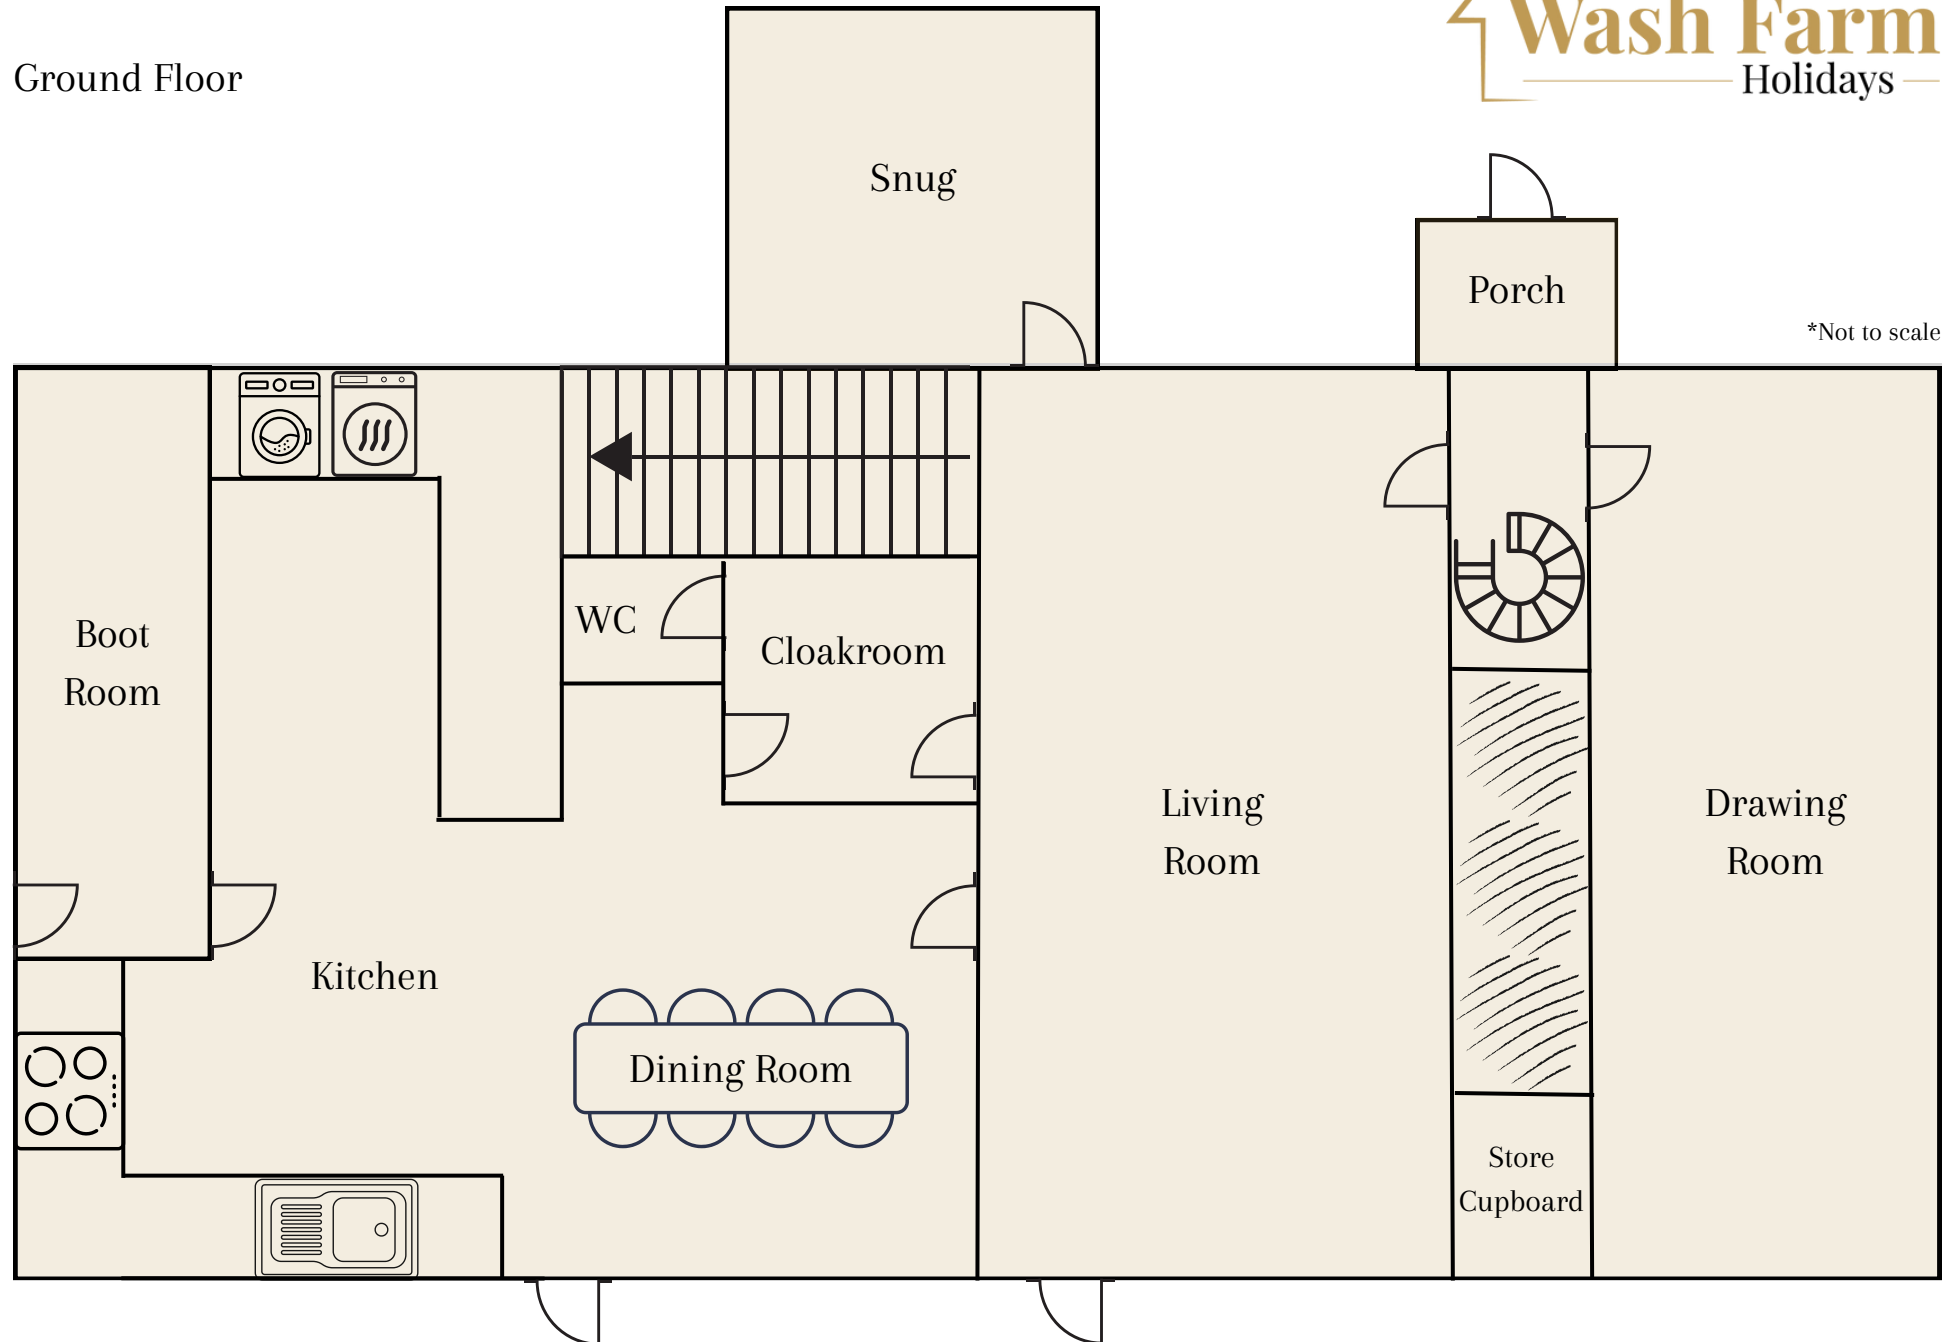 Wash Farm
Holidays
Ground Floor
Snug
Porch
*Not to scale
Boot
Room
WC
Cloakroom
Living
Room
Drawing
Room
Kitchen
Dining Room
Store
Cupboard